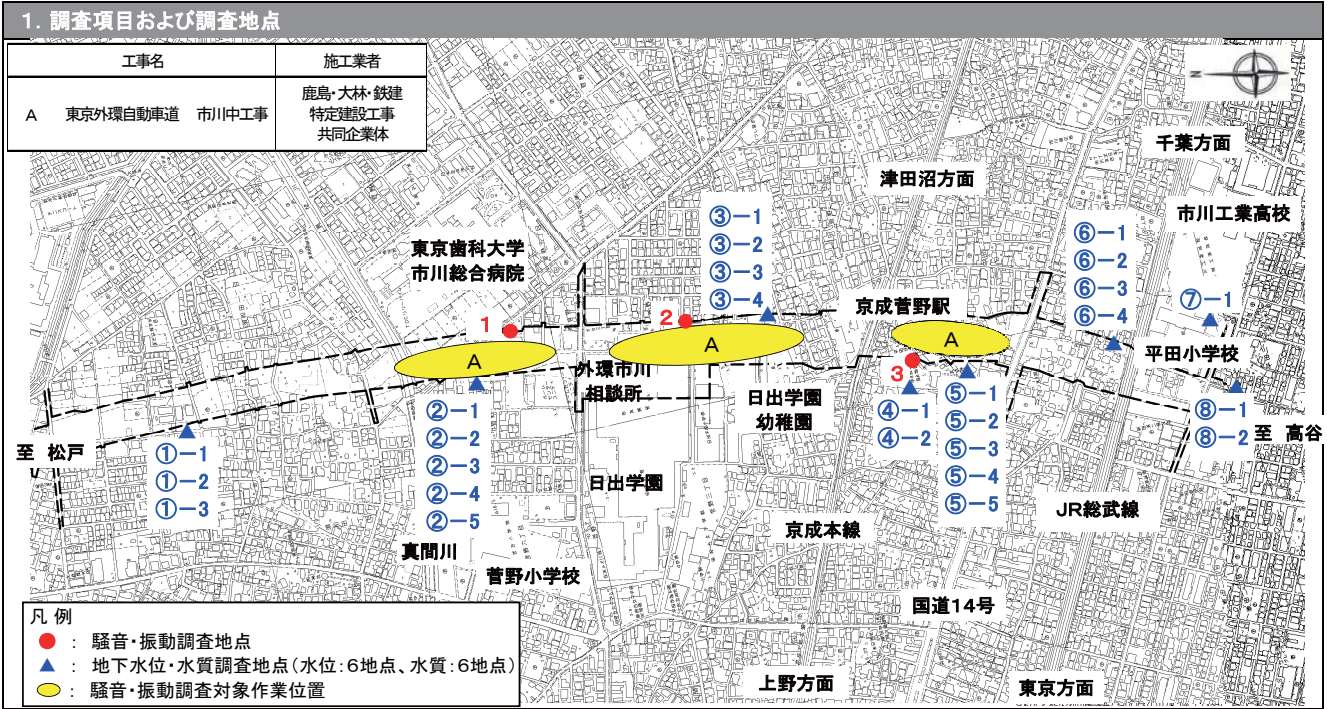 1. 調査項目および調査地点
工事名
施工業者
A 東京外環自動車道 市川中工事
鹿島・大林・鉄建
特定建設工事
共同企業体
N
千葉方面
津田沼方面
市川工業高校
③－1
③－2
③－3
③－4
⑥－1
⑥－2
⑥－3
⑥－4
東京歯科大学
市川総合病院
京成菅野駅
⑦－1
1
2
A
A
A
平田小学校
3
外環市川
相談所
日出学園
幼稚園
②－1
②－2
②－3
②－4
②－5
④－1
④－2
⑤－1
⑤－2
⑤－3
⑤－4
⑤－5
⑧－1
⑧－2
至 高谷
至 松戸
①－1
①－2
①－3
日出学園
JR総武線
京成本線
真間川
菅野小学校
国道14号
上野方面
東京方面
凡 例
： 騒音・振動調査地点
： 地下水位・水質調査地点（水位：6地点、水質：6地点）
： 騒音・振動調査対象作業位置